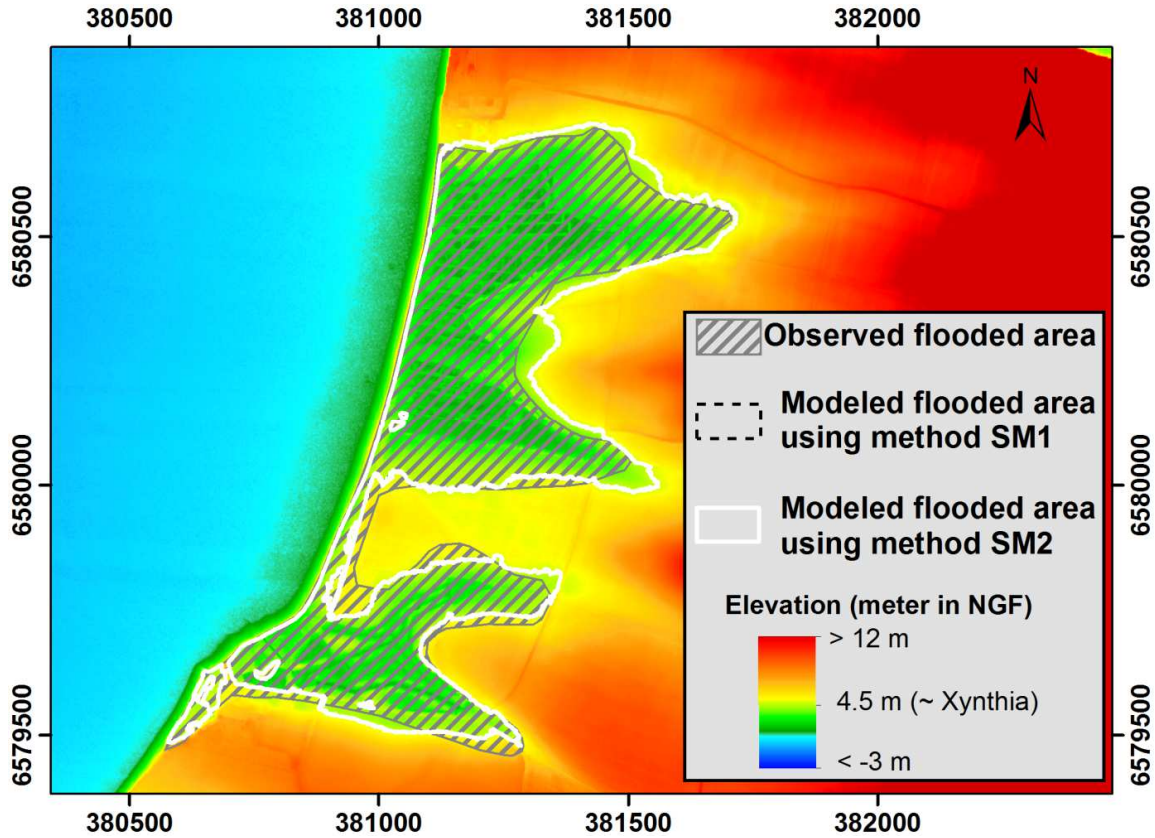 380500 381000 381500 382000
N
6580500 6580500
Observed flooded area
Modeled flooded area
using method SM1
6580000 6580000
Modeled flooded area
using method SM2
Elevation (meter in NGF)
> 12 m
4.5 m (~ Xynthia)
< -3 m
6579500 6579500
380500 381000 381500 382000